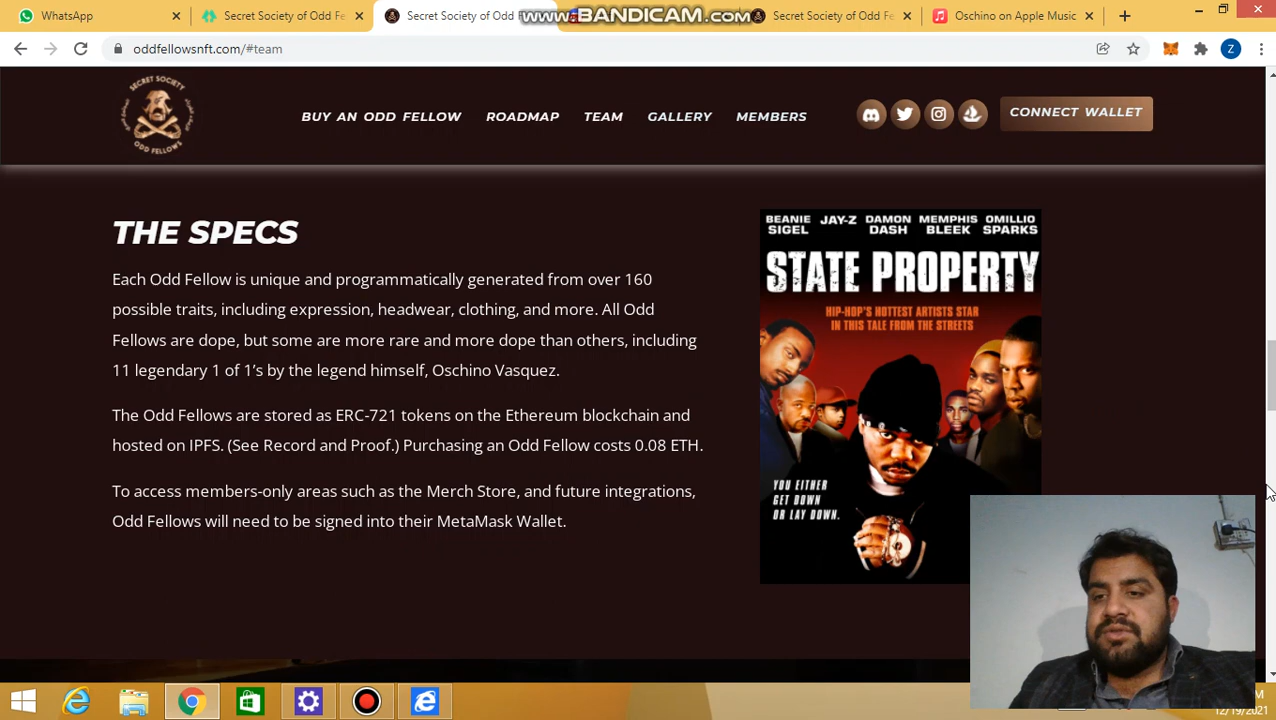 WhatsApp
Secret Society of Odd Fe
Secret Society of Odd
www.BANDICAM.com
Secret Society of Odd Fe
Oschino on Apple Music
oddfellowsnft.com/#team
Z
SECRET SOCIETY
ODD FELLOWS
BUY AN ODD FELLOW
ROADMAP
TEAM
GALLERY
MEMBERS
CONNECT WALLET
THE SPECS
Each Odd Fellow is unique and programmatically generated from over 160
possible traits, including expression, headwear, clothing, and more. All Odd
Fellows are dope, but some are more rare and more dope than others, including
11 legendary 1 of 1's by the legend himself, Oschino Vasquez.
The Odd Fellows are stored as ERC-721 tokens on the Ethereum blockchain and
hosted on IPFS. (See Record and Proof.) Purchasing an Odd Fellow costs 0.08 ETH.
To access members-only areas such as the Merch Store, and future integrations,
Odd Fellows will need to be signed into their MetaMask Wallet.
BEANIE SIGEL
JAY-Z
DAMON DASH
MEMPHIS BLEEK
OMILLIO SPARKS
STATE PROPERTY
HIP-HOP'S HOTTEST ARTISTS STAR
IN THIS TALE FROM THE STREETS
YOU EITHER
GET DOWN
OR LAY DOWN.
12/19/2021